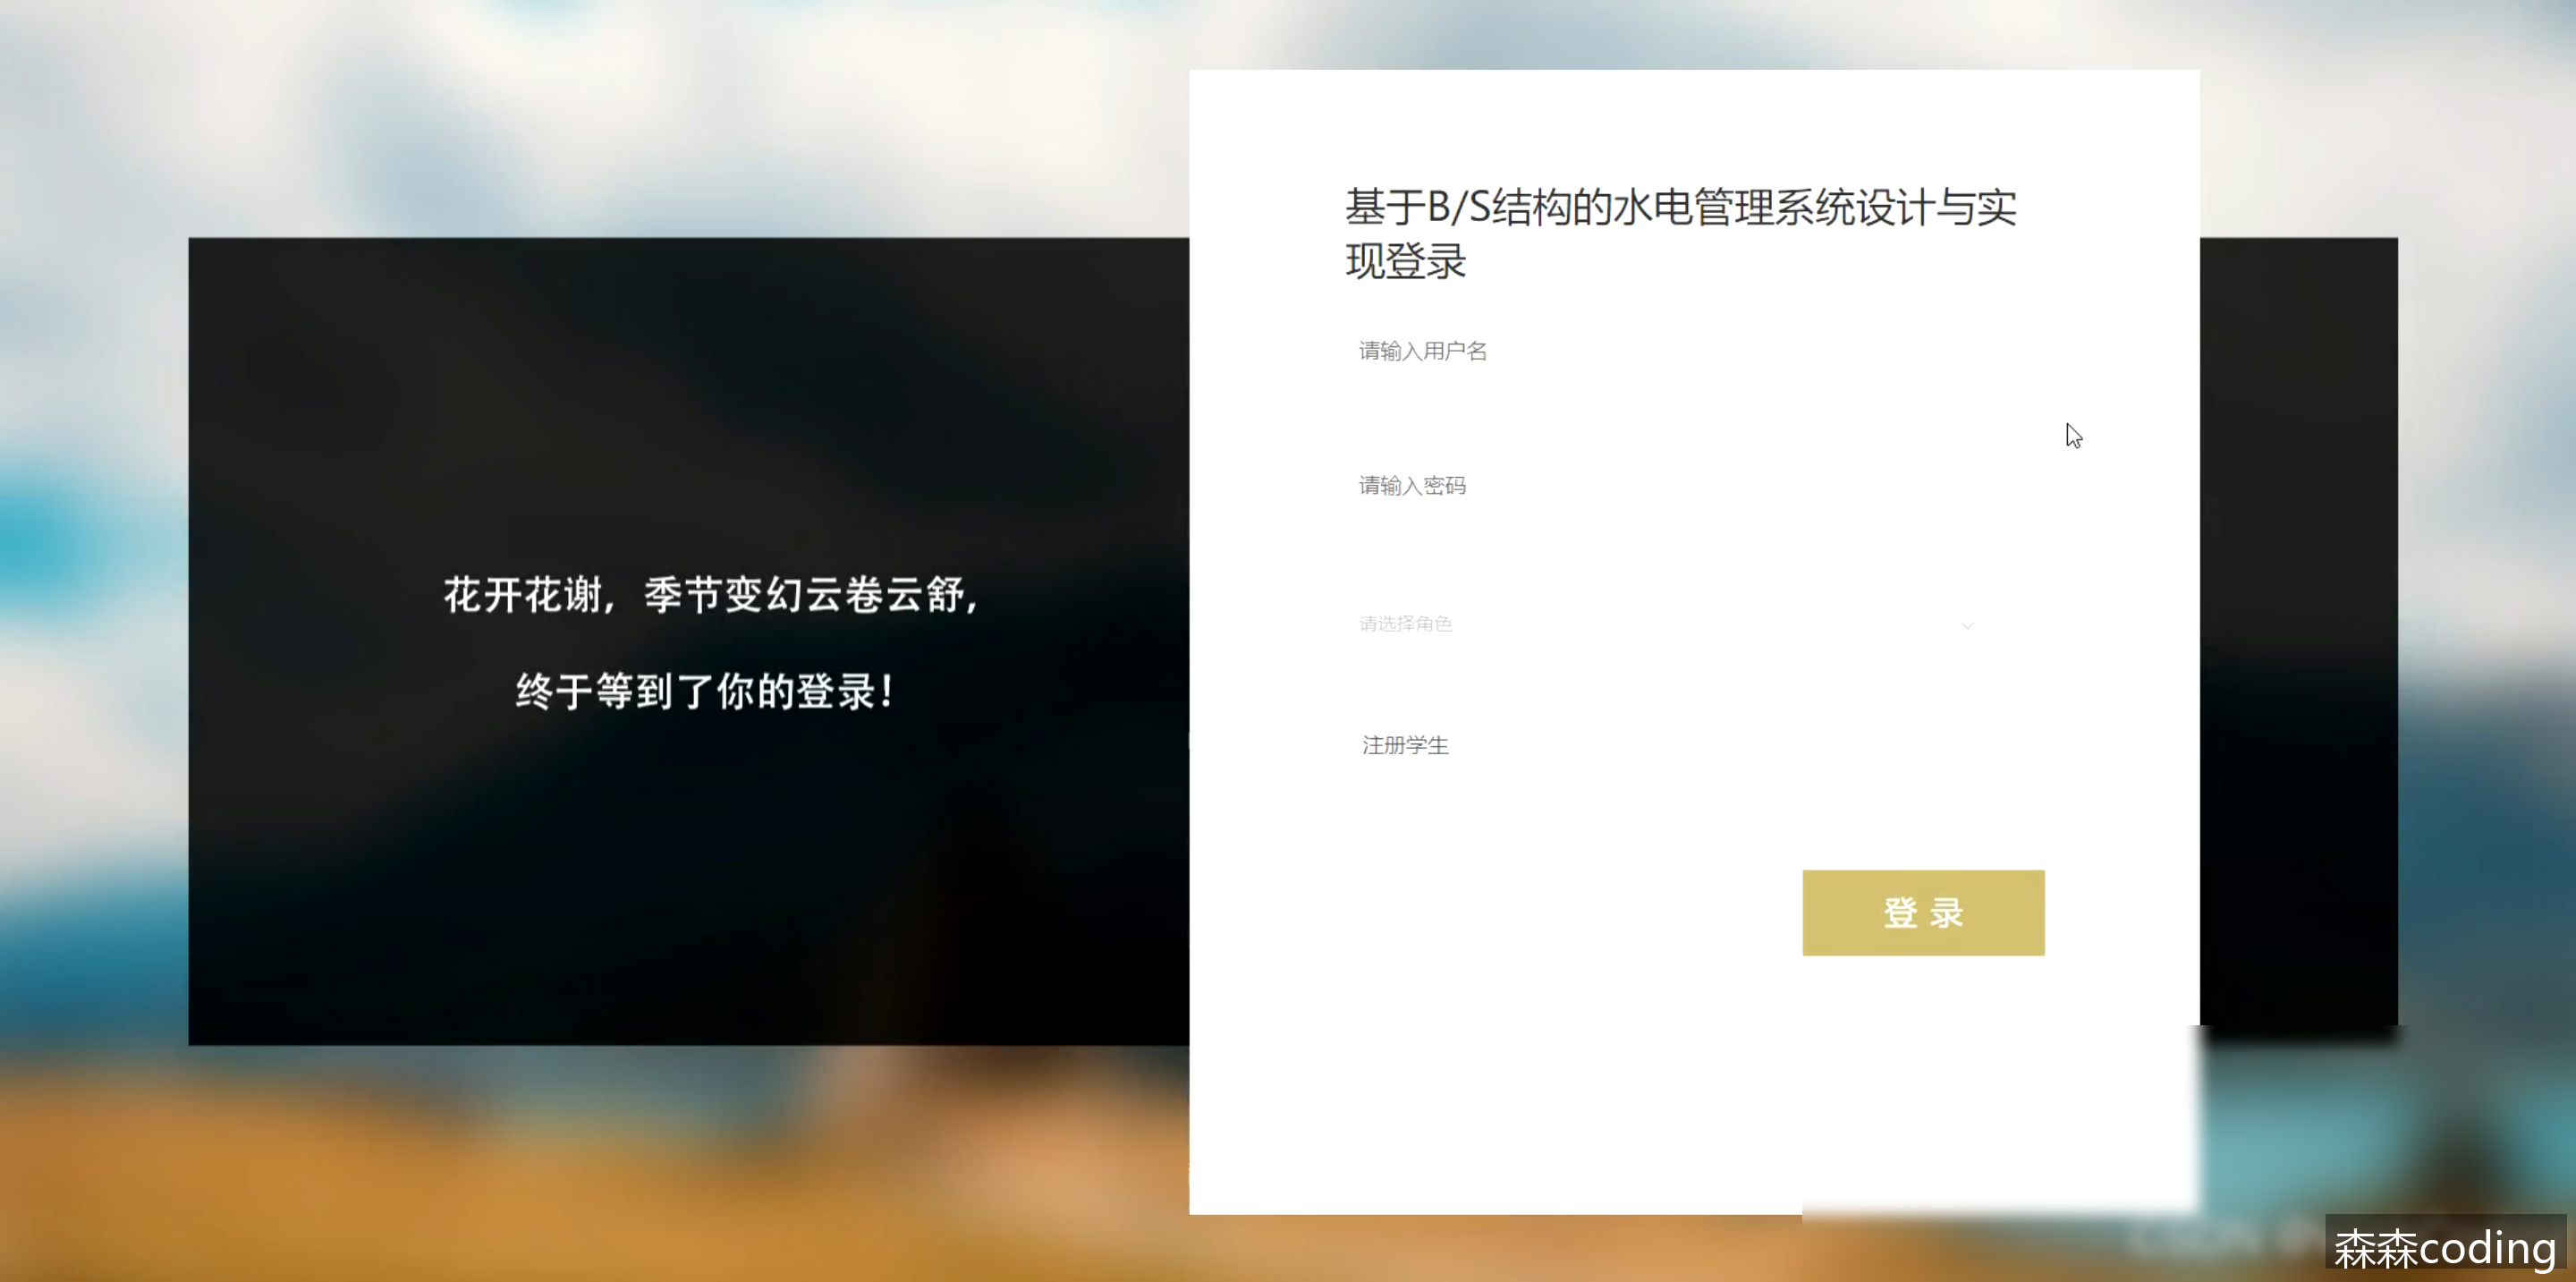 花开花谢，季节变幻云卷云舒，
终于等到了你的登录！
基于B/S结构的水电管理系统设计与实
现登录
请输入用户名
请输入密码
请选择角色
注册学生
登 录
森森coding